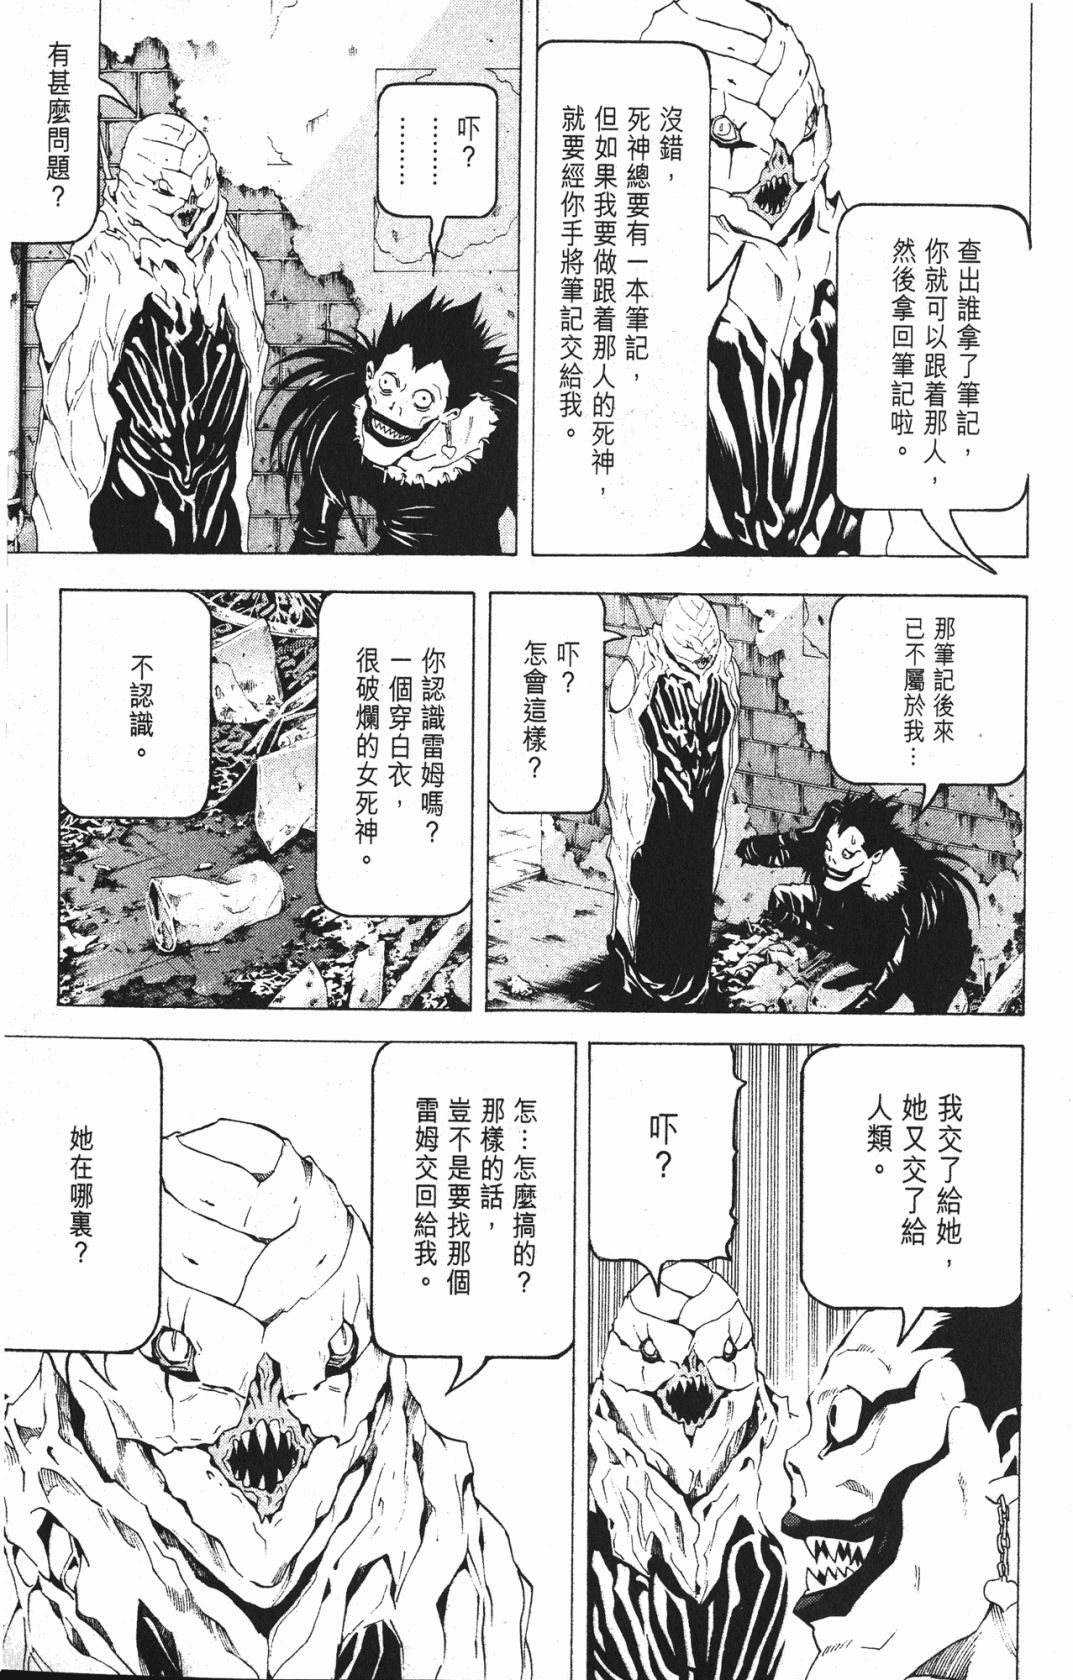 查出誰拿了筆記，
你就可以跟着那人，
然後拿回筆記啦。
沒錯，
死神總要有一本筆記，
但如果我要做跟着那人的死神，
就要經你手將筆記交給我。
吓？
…………
…………
有甚麼問題？
那筆記後來
已不屬於我…
吓？
怎會這樣？
你認識雷姆嗎？
一個穿白衣，
很破爛的女死神。
不認識。
我交了給她，
她又交了給
人類。
吓？
怎…怎麼搞的？
那樣的話，
豈不是要找那個
雷姆交回給我。
她在哪裏？